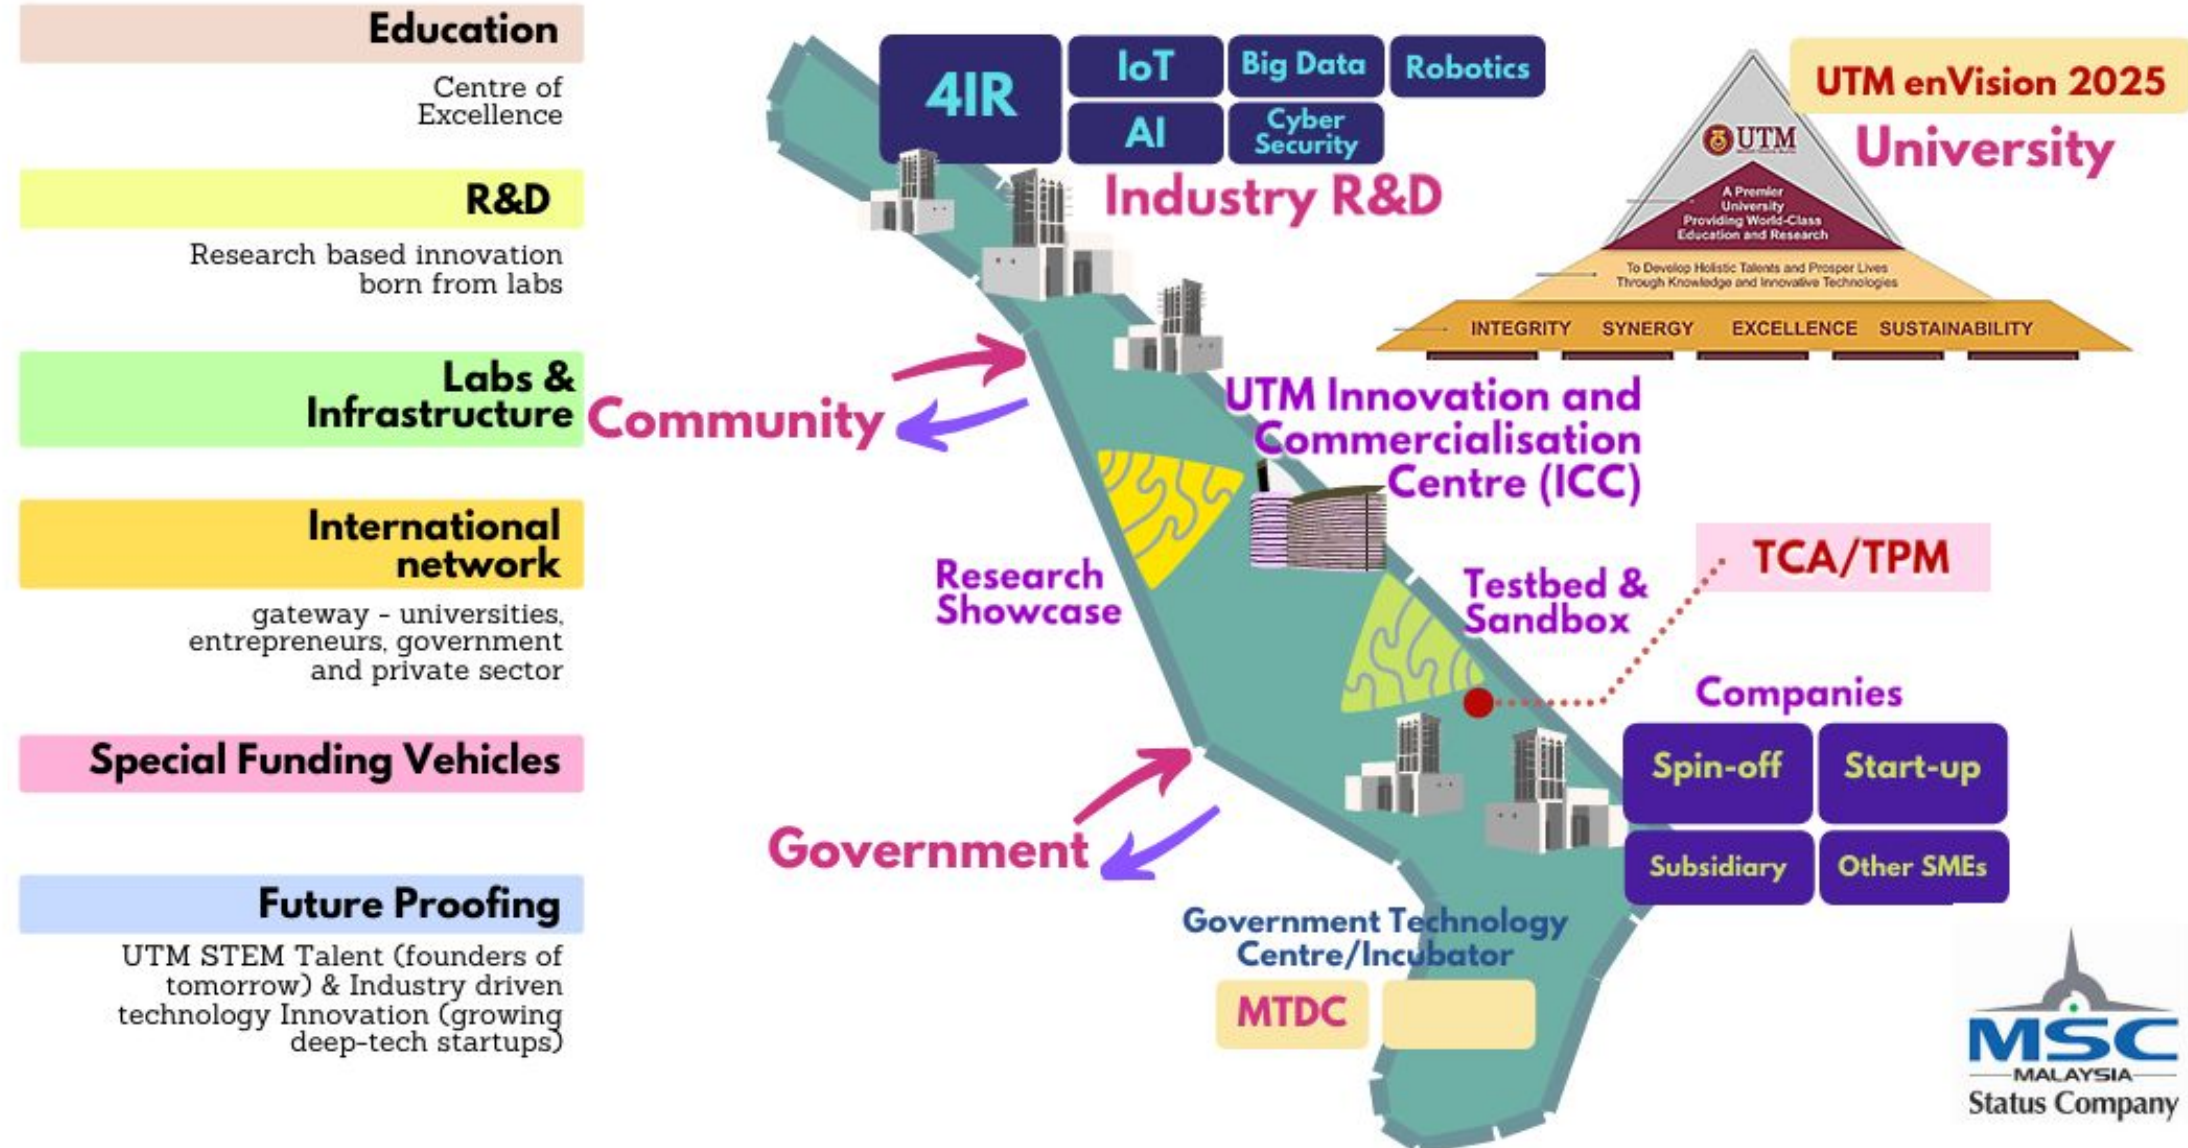 Education
Centre of
Excellence
R&D
Research based innovation
born from labs
Labs &
Infrastructure
International
network
gateway - universities,
entrepreneurs, government
and private sector
Special Funding Vehicles
Future Proofing
UTM STEM Talent (founders of
tomorrow) & Industry driven
technology Innovation (growing
deep-tech startups)
4IR
IoT
Big Data
Robotics
AI
Cyber
Security
Industry R&D
UTM enVision 2025
University
UTM
A Premier
University
Providing World-Class
Education and Research
To Develop Holistic Talents and Prosper Lives
Through Knowledge and Innovative Technologies
INTEGRITY SYNERGY EXCELLENCE SUSTAINABILITY
Community
UTM Innovation and
Commercialisation
Centre (ICC)
Research
Showcase
Testbed &
Sandbox
TCA/TPM
Companies
Spin-off
Start-up
Subsidiary
Other SMEs
Government
Government Technology
Centre/Incubator
MTDC
MSC
MALAYSIA
Status Company